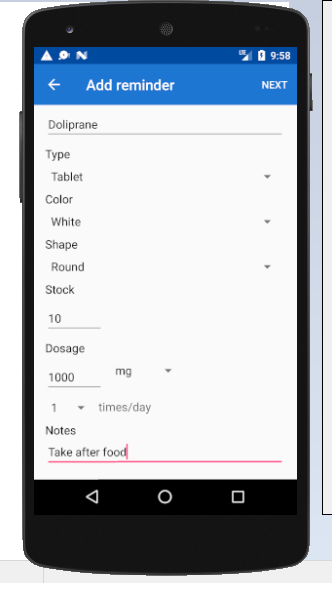 LTE 9:58
Add reminder NEXT
Doliprane
Type
Tablet
Color
White
Shape
Round
Stock
10
Dosage
1000 mg
1 times/day
Notes
Take after food